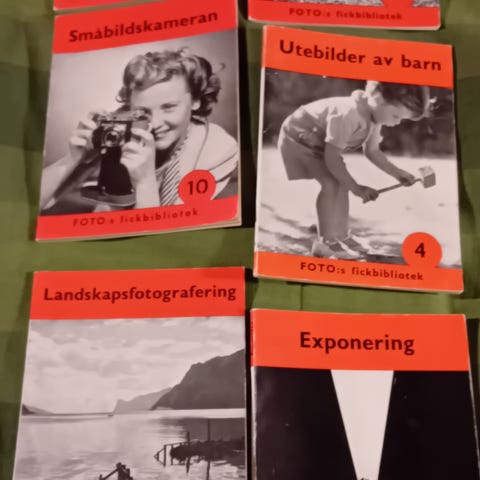 FOTO:s fickbibliotek
Småbildskameran
10
FOTO:s fickbibliotek
Utebilder av barn
4
FOTO:s fickbibliotek
Landskapsfotografering
Exponering